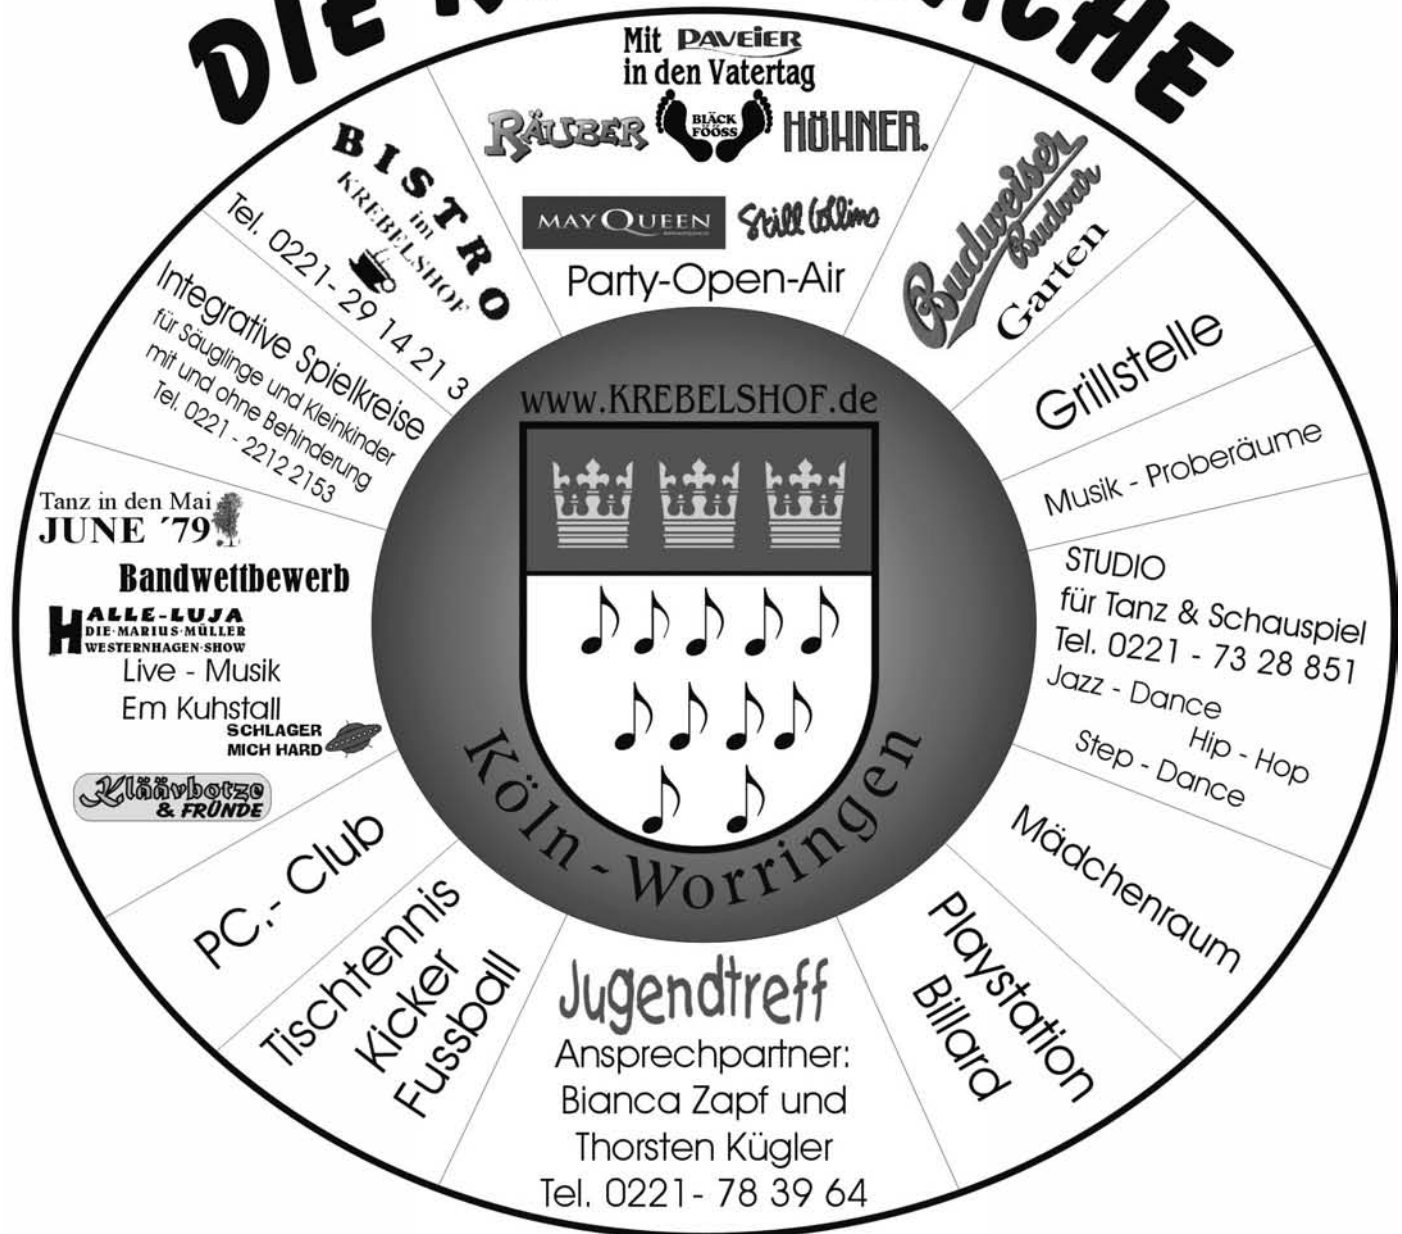 DIE
Mit PAVEIER
in den Vatertag
RÄUBER
BLÄCK
FÖÖSS
HÖHNER.
MAY QUEEN
Still Collins
Party-Open-Air
Budweiser
Budvar
Garten
Grillstelle
Musik - Proberäume
STUDIO
für Tanz & Schauspiel
Tel. 0221 - 73 28 851
Jazz - Dance
Hip - Hop
Step - Dance
Mädchenraum
Playstation
Billard
Jugendtreff
Ansprechpartner:
Bianca Zapf und
Thorsten Kügler
Tel. 0221- 78 39 64
Tischtennis
Kicker
Fussball
PC.- Club
Tanz in den Mai
JUNE ´79
Bandwettbewerb
HALLE-LUJA
DIE·MARIUS·MÜLLER
WESTERNHAGEN·SHOW
Live - Musik
Em Kuhstall
SCHLAGER
MICH HARD
Kläävbotze
& FRÜNDE
Integrative Spielkreise
für Säuglinge und Kleinkinder
mit und ohne Behinderung
Tel. 0221 - 2212 2153
BISTRO
im
KREBELSHOF
Tel. 0221- 29 14 21 3
www.KREBELSHOF.de
Köln - Worringen